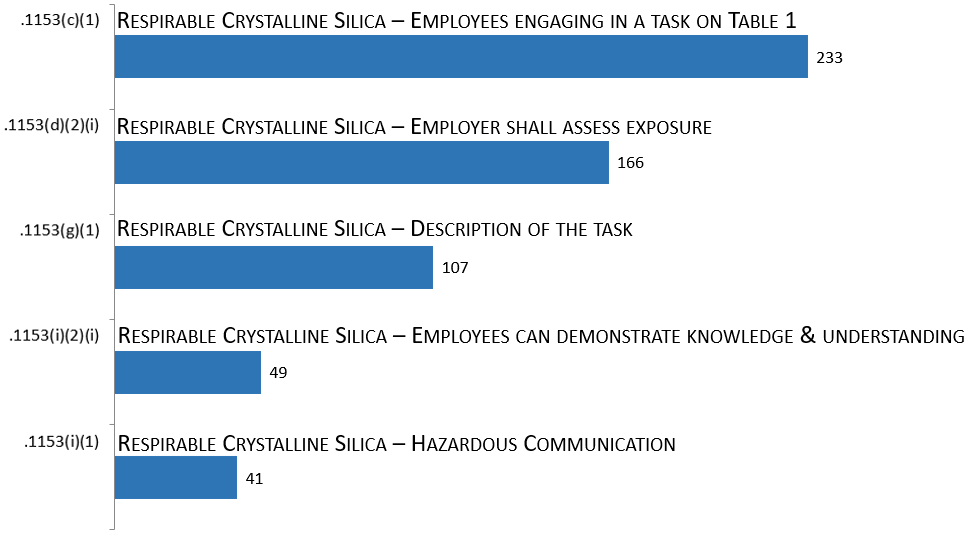 .1153(c)(1) Respirable Crystalline Silica – Employees engaging in a task on Table 1
233
.1153(d)(2)(i) Respirable Crystalline Silica – Employer shall assess exposure
166
.1153(g)(1) Respirable Crystalline Silica – Description of the task
107
.1153(i)(2)(i) Respirable Crystalline Silica – Employees can demonstrate knowledge & understanding
49
.1153(i)(1) Respirable Crystalline Silica – Hazardous Communication
41